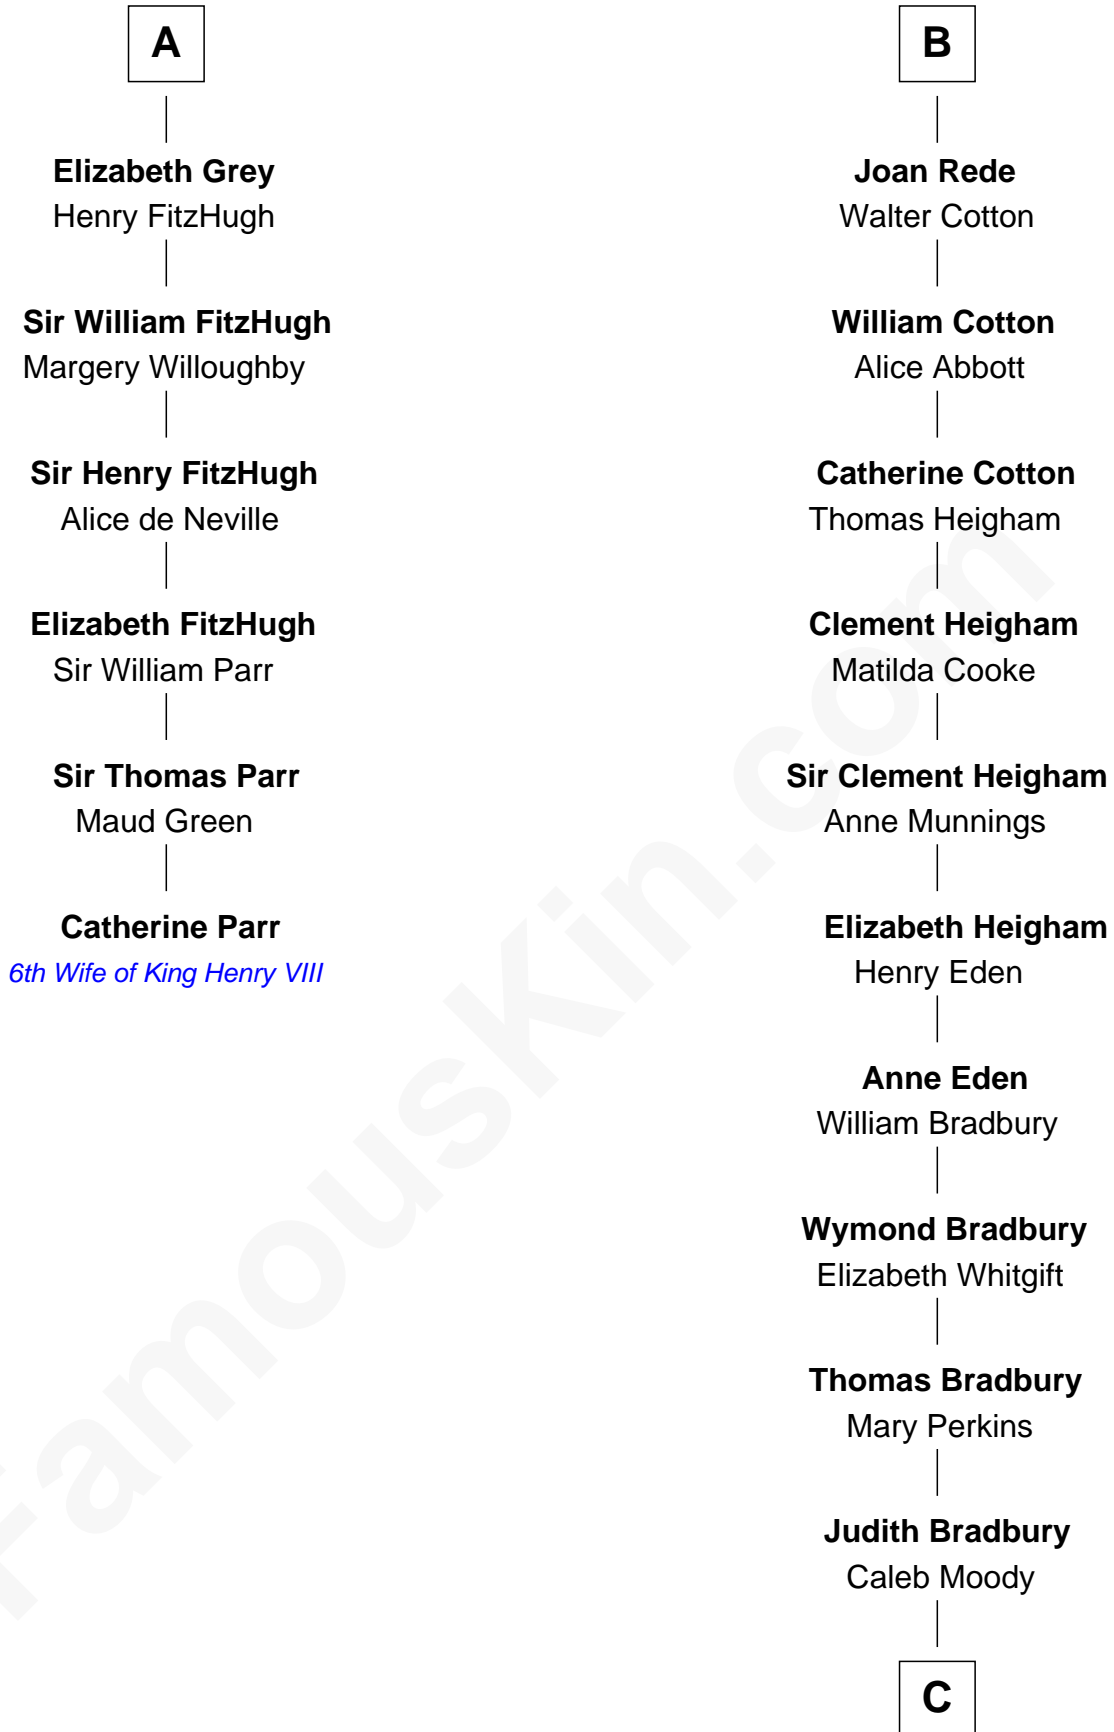 A
Elizabeth Grey
Henry FitzHugh
Sir William FitzHugh
Margery Willoughby
Sir Henry FitzHugh
Alice de Neville
Elizabeth FitzHugh
Sir William Parr
Sir Thomas Parr
Maud Green
Catherine Parr
6th Wife of King Henry VIII
B
Joan Rede
Walter Cotton
William Cotton
Alice Abbott
Catherine Cotton
Thomas Heigham
Clement Heigham
Matilda Cooke
Sir Clement Heigham
Anne Munnings
Elizabeth Heigham
Henry Eden
Anne Eden
William Bradbury
Wymond Bradbury
Elizabeth Whitgift
Thomas Bradbury
Mary Perkins
Judith Bradbury
Caleb Moody
C
FamousKin.com